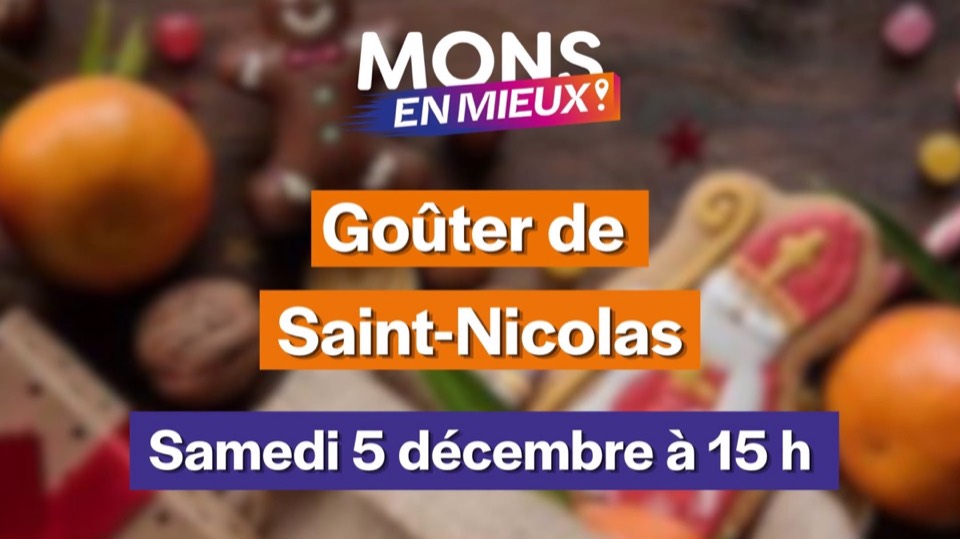 MONS
EN MIEUX !
Goûter de
Saint-Nicolas
Samedi 5 décembre à 15 h